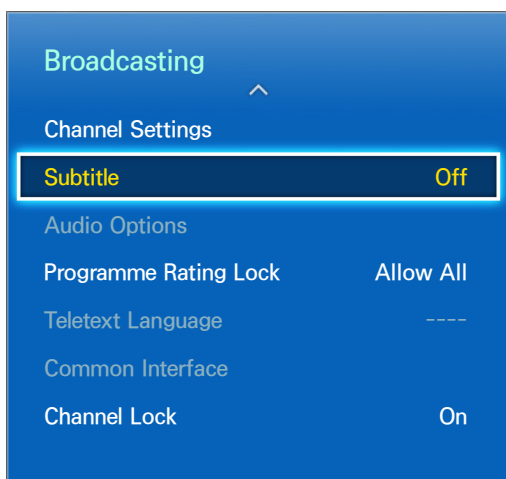 Broadcasting
Channel Settings
Subtitle Off
Audio Options
Programme Rating Lock Allow All
Teletext Language ----
Common Interface
Channel Lock On